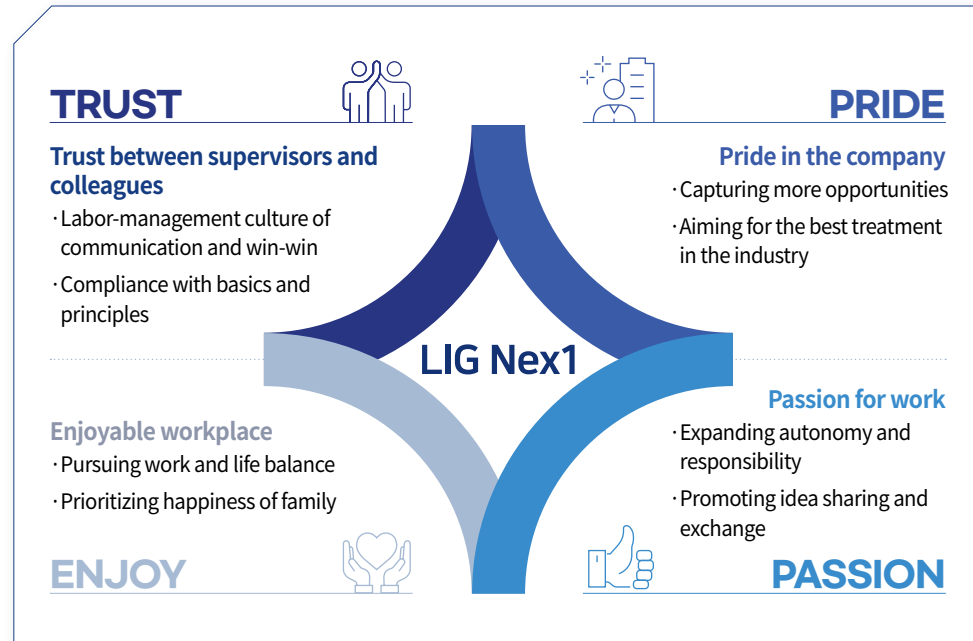 TRUST
Trust between supervisors and
colleagues
·Labor-management culture of
communication and win-win
·Compliance with basics and
principles
PRIDE
Pride in the company
·Capturing more opportunities
·Aiming for the best treatment
in the industry
LIG Nex1
Enjoyable workplace
·Pursuing work and life balance
·Prioritizing happiness of family
ENJOY
Passion for work
·Expanding autonomy and
responsibility
·Promoting idea sharing and
exchange
PASSION